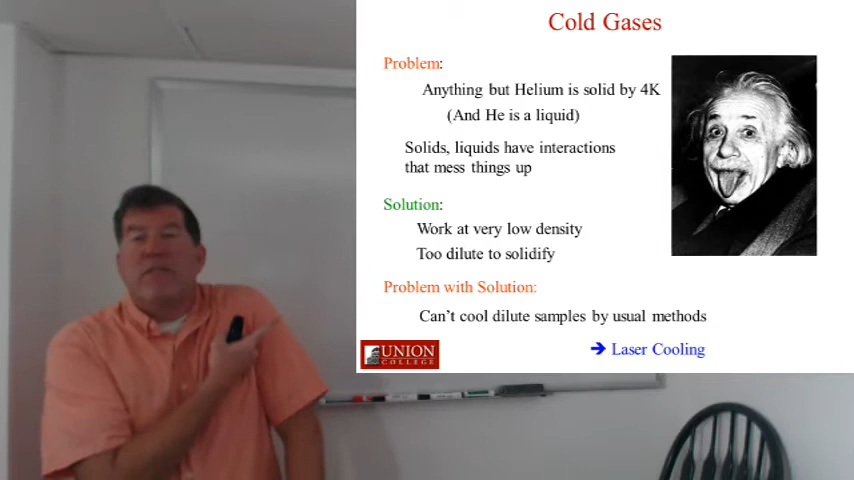 Cold Gases
Problem:
Anything but Helium is solid by 4K
(And He is a liquid)
Solids, liquids have interactions
that mess things up
Solution:
Work at very low density
Too dilute to solidify
Problem with Solution:
Can't cool dilute samples by usual methods
➔ Laser Cooling
UNION
COLLEGE